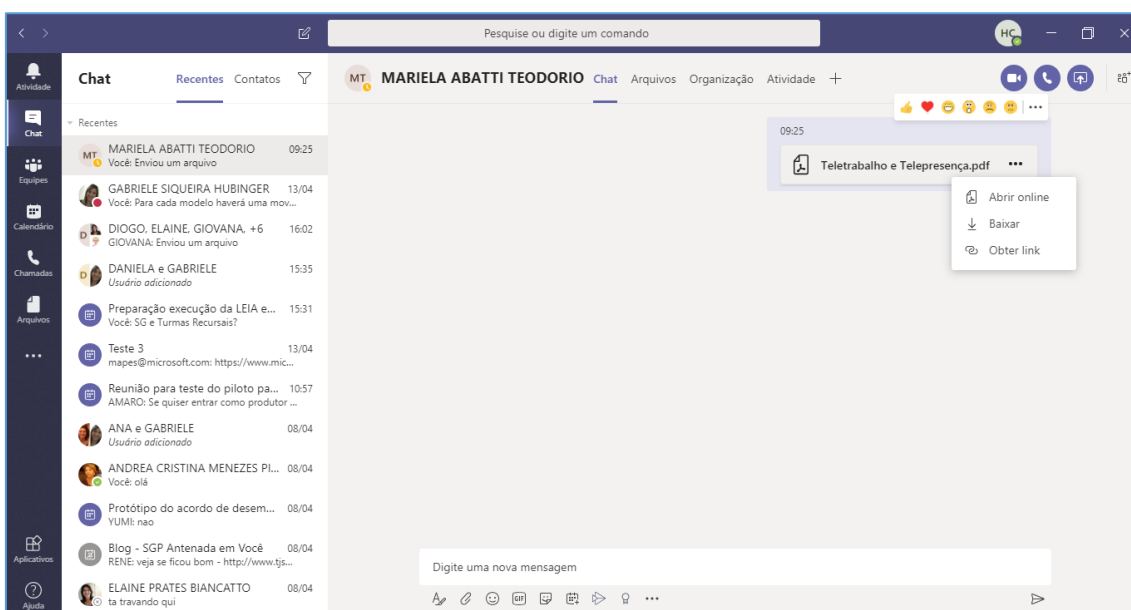 Pesquise ou digite um comando
HC
Atividade
Chat
Equipes
Calendário
Chamadas
Arquivos
Aplicativos
Ajuda
Chat Recentes Contatos
Recentes
MT MARIELA ABATTI TEODORIO 09:25
Você: Enviou um arquivo
GABRIELE SIQUEIRA HUBINGER 13/04
Você: Para cada modelo haverá uma mov...
D DIOGO, ELAINE, GIOVANA, +6 16:02
GIOVANA: Enviou um arquivo
D DANIELA e GABRIELE 15:35
Usuário adicionado
Preparação execução da LEIA e... 15:31
Você: SG e Turmas Recursais?
Teste 3 13/04
mapes@microsoft.com: https://www.mic...
Reunião para teste do piloto pa... 10:57
AMARO: Se quiser entrar como produtor ...
ANA e GABRIELE 08/04
Usuário adicionado
ANDREA CRISTINA MENEZES PI... 08/04
Você: olá
Protótipo do acordo de desem... 08/04
YUMI: nao
Blog - SGP Antenada em Você 08/04
RENE: veja se ficou bom - http://www.tjs...
ELAINE PRATES BIANCATTO 08/04
ta travando qui
MT MARIELA ABATTI TEODORIO Chat Arquivos Organização Atividade +
09:25
Teletrabalho e Telepresença.pdf
Abrir online
Baixar
Obter link
Digite uma nova mensagem
GIF